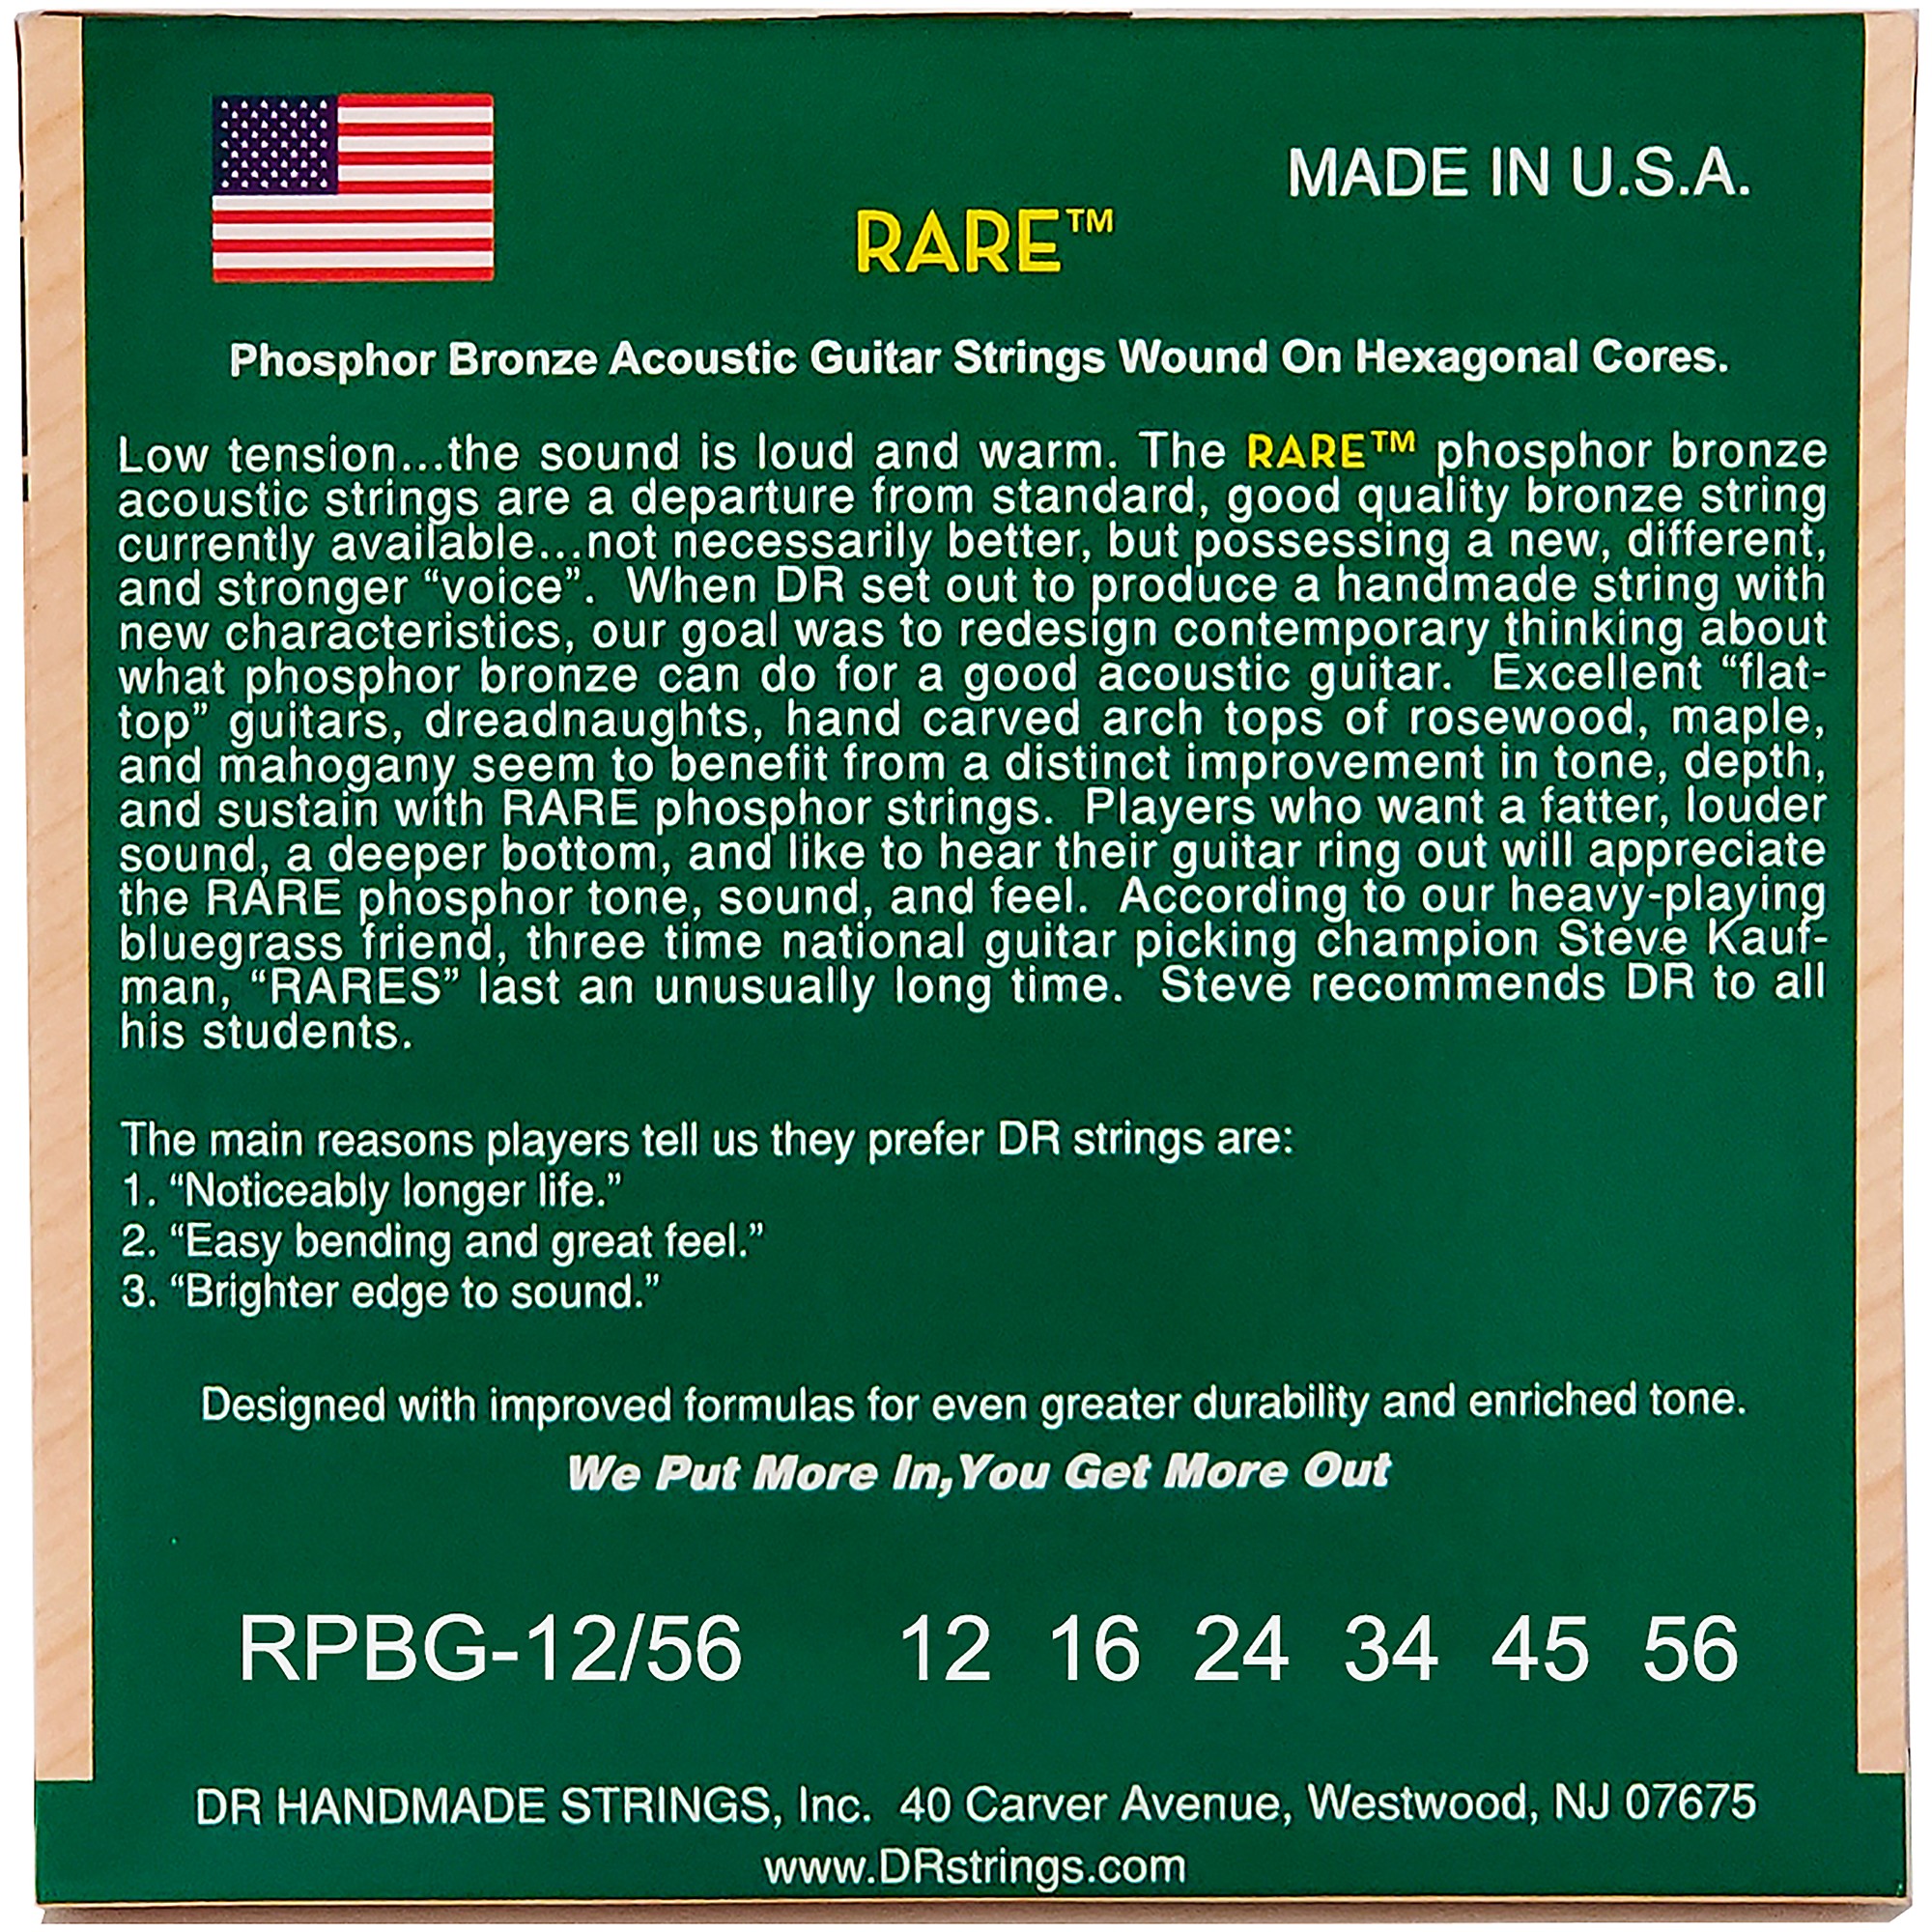 MADE IN U.S.A.
RARE™
Phosphor Bronze Acoustic Guitar Strings Wound On Hexagonal Cores.
Low tension...the sound is loud and warm. The RARE™ phosphor bronze
acoustic strings are a departure from standard, good quality bronze string
currently available...not necessarily better, but possessing a new, different,
and stronger “voice”. When DR set out to produce a handmade string with
new characteristics, our goal was to redesign contemporary thinking about
what phosphor bronze can do for a good acoustic guitar. Excellent “flat-
top” guitars, dreadnaughts, hand carved arch tops of rosewood, maple,
and mahogany seem to benefit from a distinct improvement in tone, depth,
and sustain with RARE phosphor strings. Players who want a fatter, louder
sound, a deeper bottom, and like to hear their guitar ring out will appreciate
the RARE phosphor tone, sound, and feel. According to our heavy-playing
bluegrass friend, three time national guitar picking champion Steve Kauf-
man, “RARES” last an unusually long time. Steve recommends DR to all
his students.
The main reasons players tell us they prefer DR strings are:
1. “Noticeably longer life.”
2. “Easy bending and great feel.”
3. “Brighter edge to sound.”
Designed with improved formulas for even greater durability and enriched tone.
We Put More In,You Get More Out
RPBG-12/56 12 16 24 34 45 56
DR HANDMADE STRINGS, Inc. 40 Carver Avenue, Westwood, NJ 07675
www.DRstrings.com